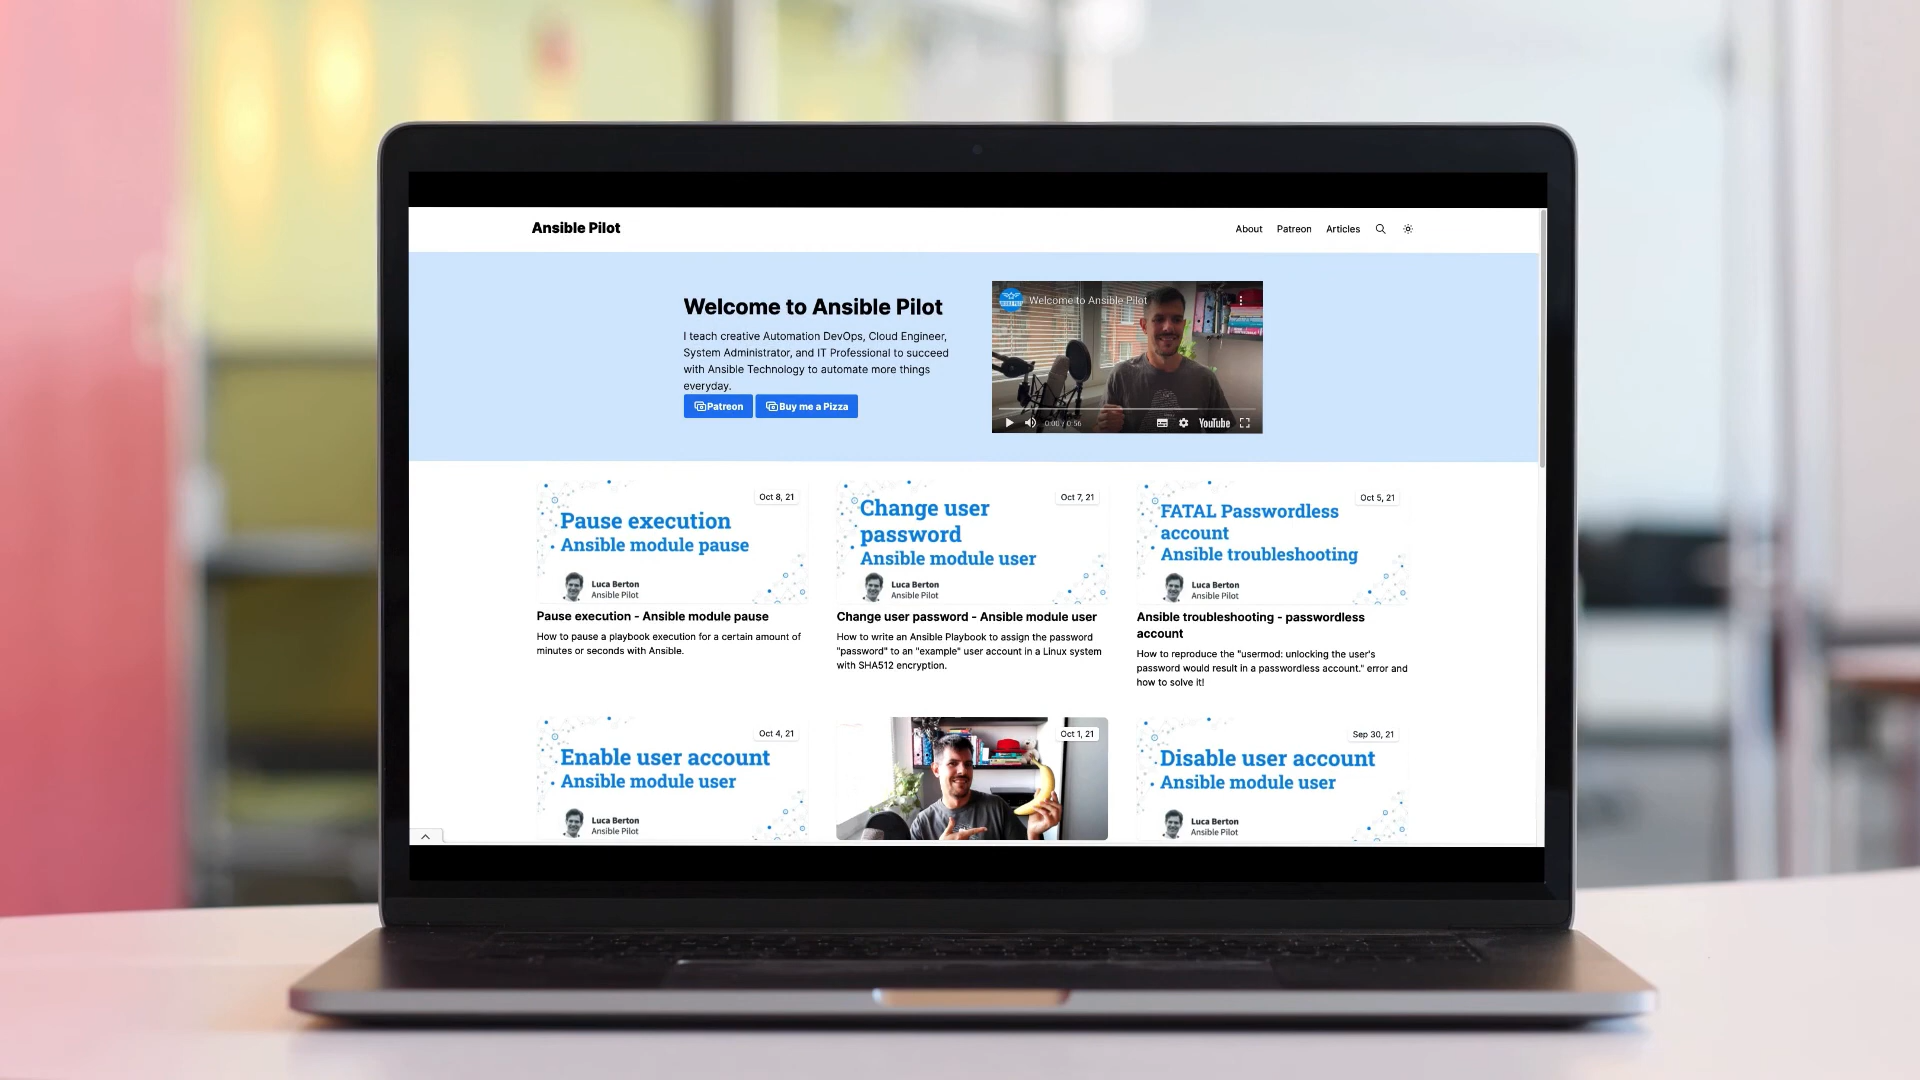 Ansible Pilot
About
Patreon
Articles
Welcome to Ansible Pilot
I teach creative Automation DevOps, Cloud Engineer,
System Administrator, and IT Professional to succeed
with Ansible Technology to automate more things
everyday.
Patreon
Buy me a Pizza
Welcome to Ansible Pilot
0:00 / 0:56
YouTube
Oct 8, 21
Pause execution
Ansible module pause
Luca Berton
Ansible Pilot
Pause execution - Ansible module pause
How to pause a playbook execution for a certain amount of
minutes or seconds with Ansible.
Oct 7, 21
Change user
password
Ansible module user
Luca Berton
Ansible Pilot
Change user password - Ansible module user
How to write an Ansible Playbook to assign the password
"password" to an "example" user account in a Linux system
with SHA512 encryption.
Oct 5, 21
FATAL Passwordless
account
Ansible troubleshooting
Luca Berton
Ansible Pilot
Ansible troubleshooting - passwordless
account
How to reproduce the "usermod: unlocking the user's
password would result in a passwordless account." error and
how to solve it!
Oct 4, 21
Enable user account
Ansible module user
Luca Berton
Ansible Pilot
Oct 1, 21
Sep 30, 21
Disable user account
Ansible module user
Luca Berton
Ansible Pilot